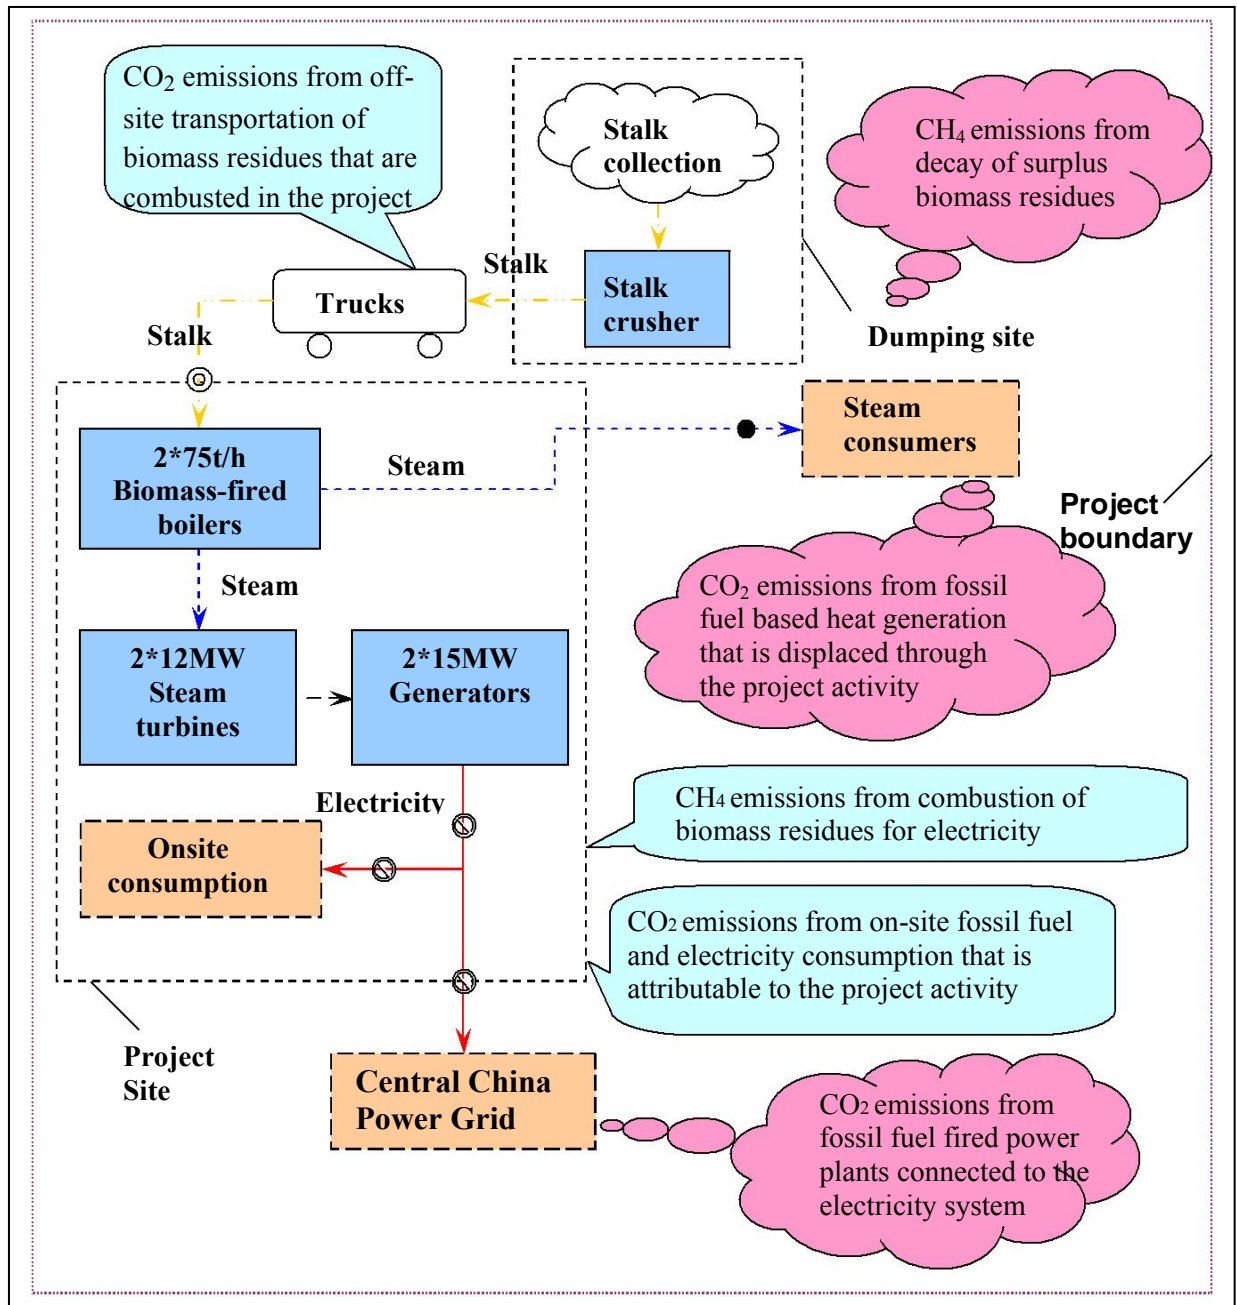 CO₂ emissions from off-
site transportation of
biomass residues that are
combusted in the project
Stalk
collection
CH₄ emissions from
decay of surplus
biomass residues
Stalk
Trucks
Stalk
crusher
Dumping site
Stalk
Steam
consumers
2*75t/h
Biomass-fired
boilers
Steam
Project
boundary
Steam
CO₂ emissions from fossil
fuel based heat generation
that is displaced through
the project activity
2*12MW
Steam
turbines
2*15MW
Generators
Electricity
CH₄ emissions from combustion of
biomass residues for electricity
Onsite
consumption
CO₂ emissions from on-site fossil fuel
and electricity consumption that is
attributable to the project activity
Project
Site
Central China
Power Grid
CO₂ emissions from
fossil fuel fired power
plants connected to the
electricity system